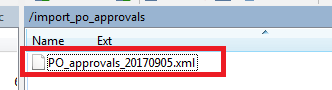 /import_po_approvals
Name Ext
PO_approvals_20170905.xml